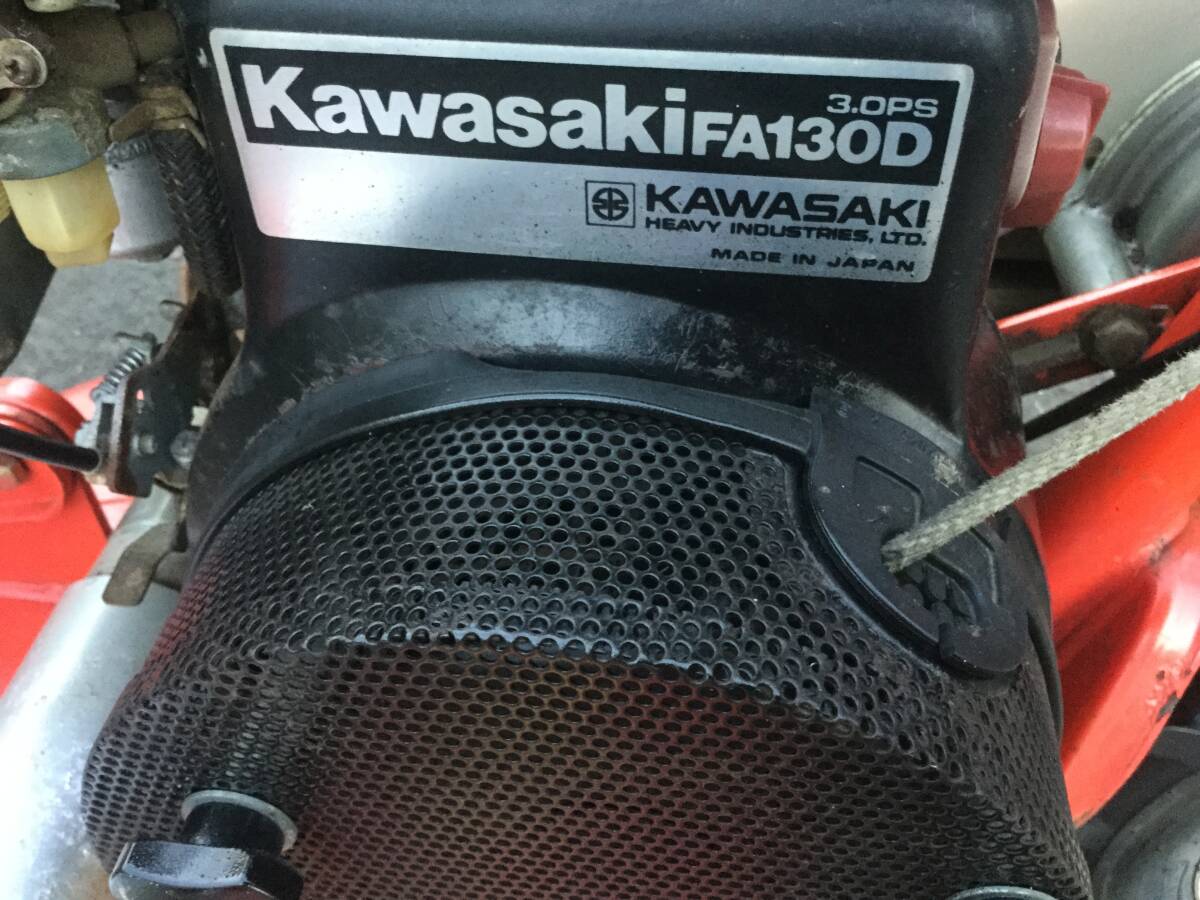 3.0PS
Kawasaki FA130D
KAWASAKI
HEAVY INDUSTRIES, LTD.
MADE IN JAPAN